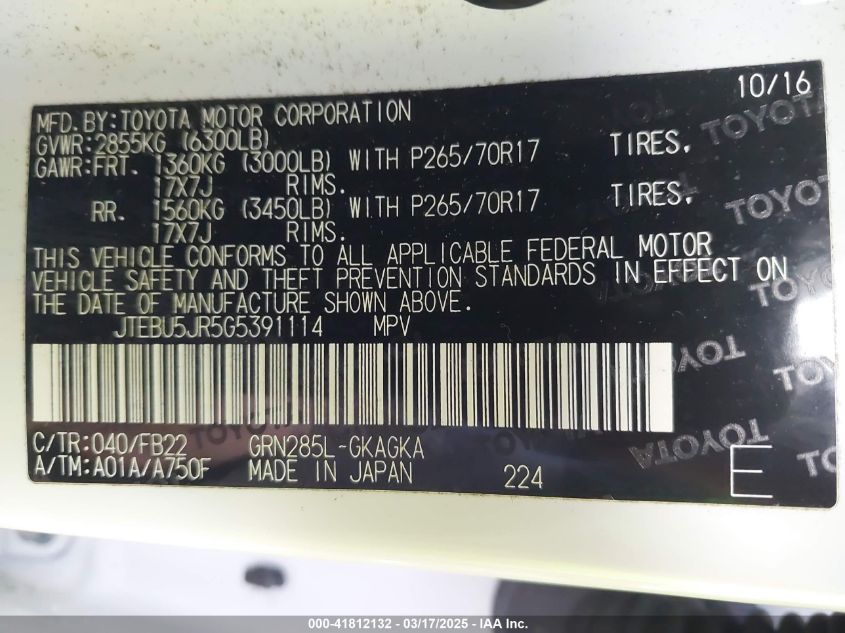 10/16
MFD.BY:TOYOTA MOTOR CORPORATION
GVWR:2855KG (6300LB)
GAWR:FRT. 1360KG (3000LB) WITH P265/70R17 TIRES,
17X7J RIMS.
RR. 1560KG (3450LB) WITH P265/70R17 TIRES,
17X7J RIMS.
THIS VEHICLE CONFORMS TO ALL APPLICABLE FEDERAL MOTOR
VEHICLE SAFETY AND THEFT PREVENTION STANDARDS IN EFFECT ON
THE DATE OF MANUFACTURE SHOWN ABOVE.
JTEBU5JR5G5391114 MPV
C/TR:040/FB22 GRN285L-GKAGKA
A/TM:A01A/A750F MADE IN JAPAN 224 E
TOYOTA
000-41812132 - 03/17/2025 - IAA Inc.